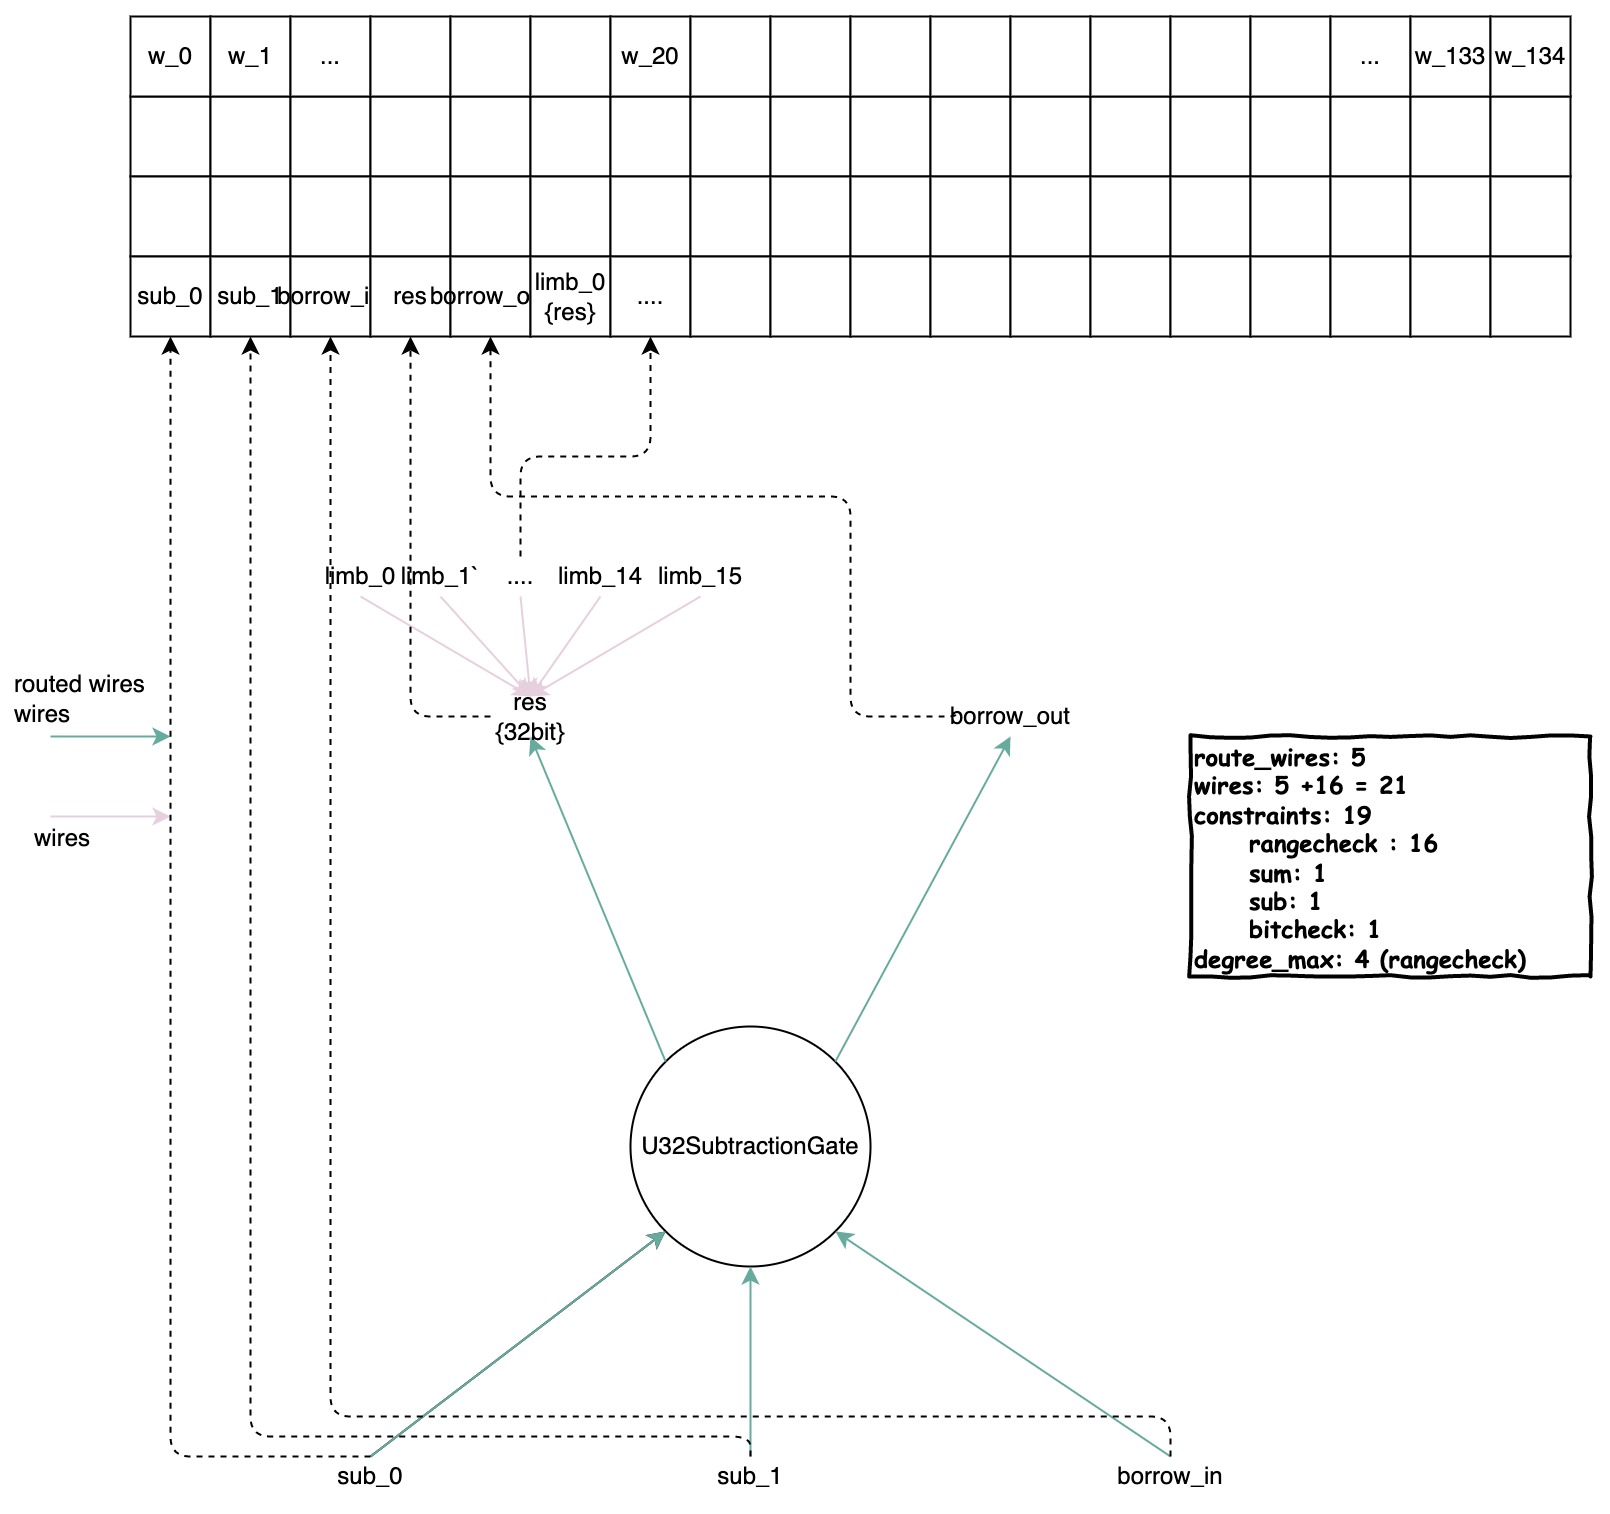 w_0 w_1 ... w_20 ... w_133 w_134
sub_0 sub_1 borrow_i res borrow_o limb_0 ....
{res}
limb_0 limb_1` .... limb_14 limb_15
routed wires
wires
res
{32bit}
borrow_out
wires
route_wires: 5
wires: 5 +16 = 21
constraints: 19
rangecheck : 16
sum: 1
sub: 1
bitcheck: 1
degree_max: 4 (rangecheck)
U32SubtractionGate
sub_0 sub_1 borrow_in